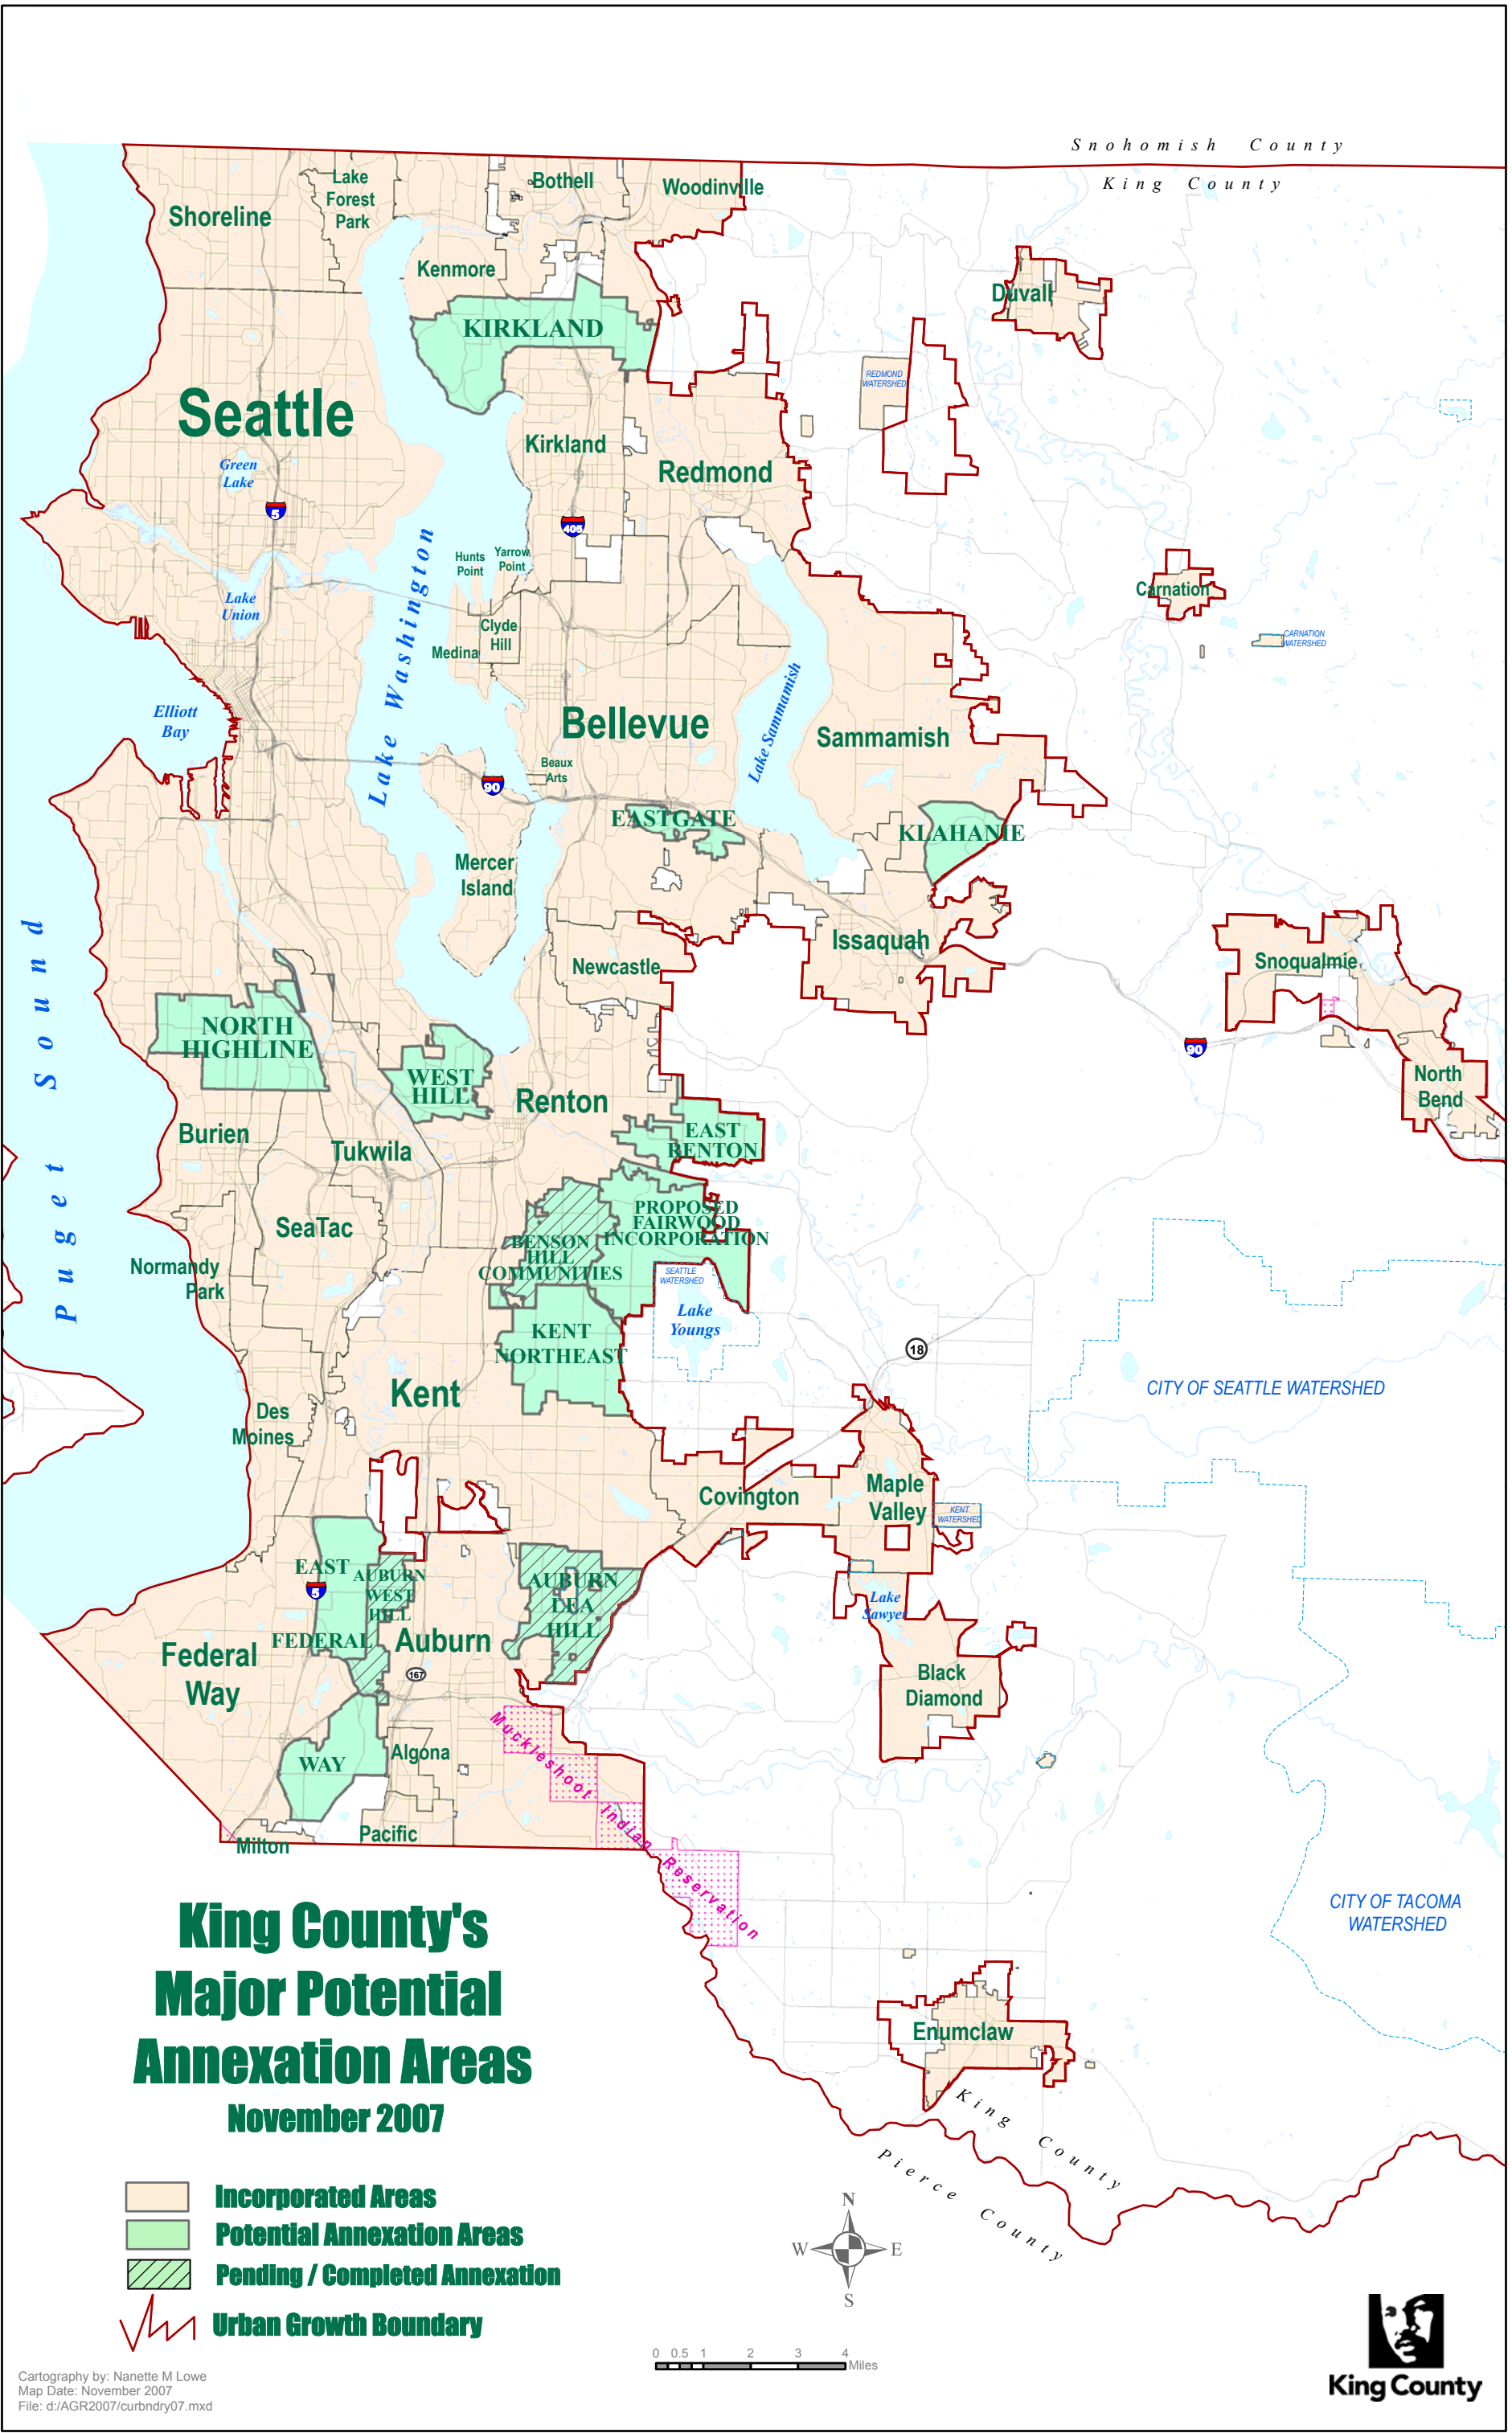 Snohomish County
King County
Lake
Forest
Park
Bothell
Woodinville
Shoreline
Kenmore
Duvall
KIRKLAND
REDMOND
WATERSHED
Seattle
Kirkland
Redmond
Green
Lake
5
405
Hunts
Point
Yarrow
Point
Carnation
Lake
Union
Clyde
Hill
Medina
CARNATION
WATERSHED
Lake Washington
Elliott
Bay
Bellevue
Lake Sammamish
Sammamish
Beaux
Arts
90
EASTGATE
KLAHANIE
Mercer
Island
Issaquah
Newcastle
Snoqualmie
Puget Sound
NORTH
HIGHLINE
90
WEST
HILL
Renton
North
Bend
Burien
Tukwila
EAST
RENTON
SeaTac
PROPOSED
FAIRWOOD
INCORPORATION
BENSON
HILL
COMMUNITIES
Normandy
Park
SEATTLE
WATERSHED
Lake
Youngs
KENT
NORTHEAST
18
Kent
CITY OF SEATTLE WATERSHED
Des
Moines
Covington
Maple
Valley
KENT
WATERSHED
EAST
5
AUBURN
WEST
HILL
AUBURN
LEA
HILL
Lake
Sawyer
FEDERAL
Auburn
Federal
Way
167
Black
Diamond
Muckleshoot Indian Reservation
WAY
Algona
Pacific
Milton
CITY OF TACOMA
WATERSHED
King County's
Major Potential
Annexation Areas
November 2007
Enumclaw
King County
Pierce County
Incorporated Areas
Potential Annexation Areas
Pending / Completed Annexation
Urban Growth Boundary
N
W E
S
0 0.5 1 2 3 4
Miles
King County
Cartography by: Nanette M Lowe
Map Date: November 2007
File: d:/AGR2007/curbndry07.mxd